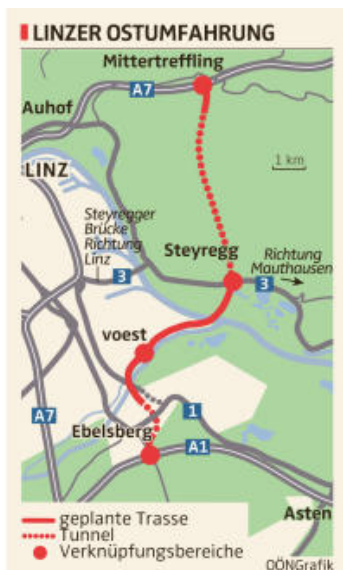 LINZER OSTUMFAHRUNG
Mittertreffling
A7
Auhof
1 km
LINZ
Steyregger
Brücke
Richtung
Linz
Steyregg
Richtung
Mauthausen
3
3
voest
1
A7
Ebelsberg
A1
Asten
geplante Trasse
Tunnel
Verknüpfungsbereiche
OÖNGrafik